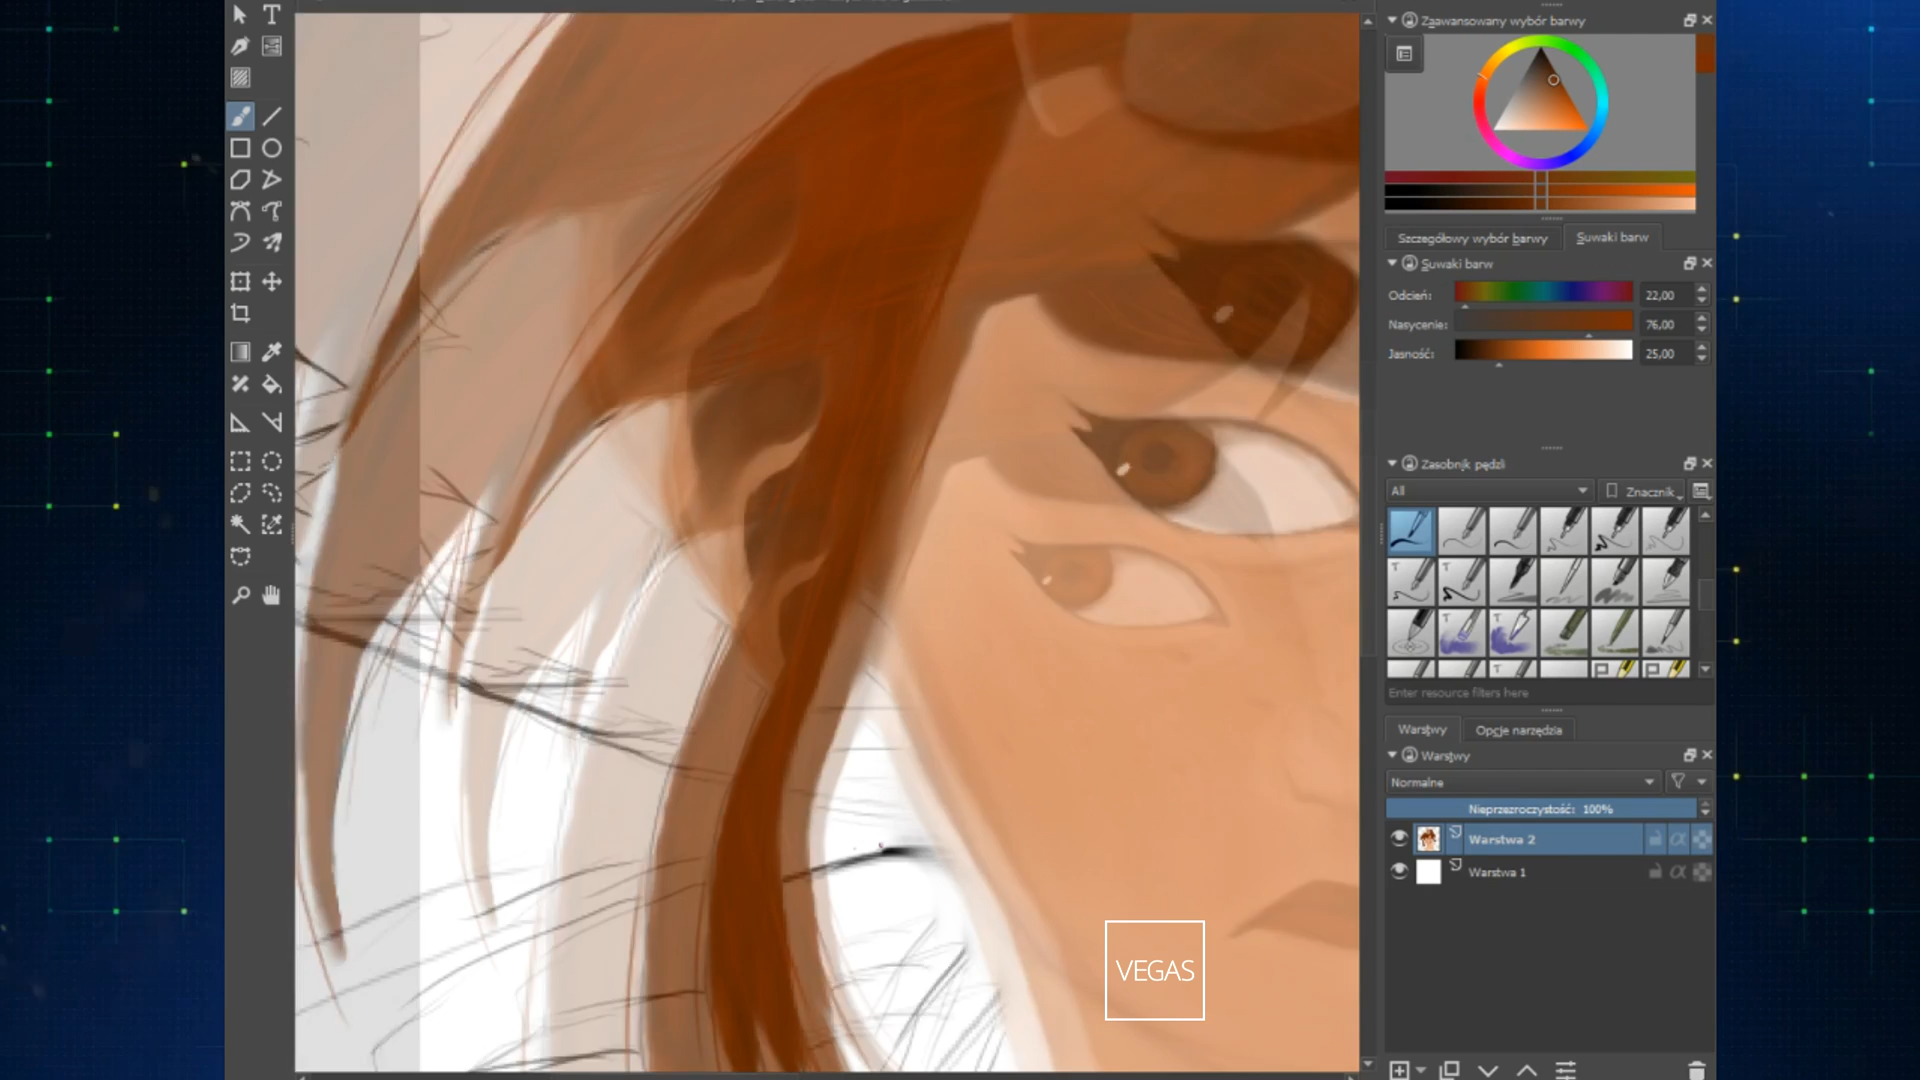 Zaawansowany wybór barwy
Szczegółowy wybór barwy
Suwaki barw
Suwaki barw
Odcień: 22,00
Nasycenie: 76,00
Jasność: 25,00
Zasobnik pędzli
All
Znacznik
T
T
T
T
T
Enter resource filters here
Warstwy
Opcje narzędzia
Warstwy
Normalne
Nieprzezroczystość: 100%
Warstwa 2
Warstwa 1
VEGAS